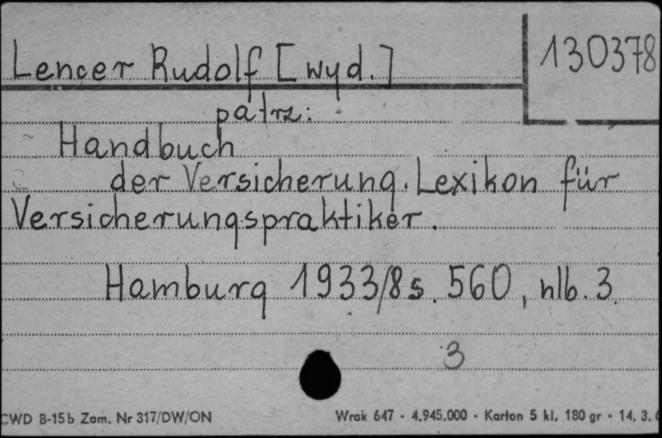 Lencer Rudolf [wyd.]
130378
patrz:
Handbuch
der Versicherung. Lexikon für
Versicherungspraktiker.
Hamburg 1933/8 s. 560, nlb. 3
3
CWD B-15b Zam. Nr 317/DW/ON
Wrak 647 - 4.945.000 - Karton 5 kl. 180 gr - 14. 3.